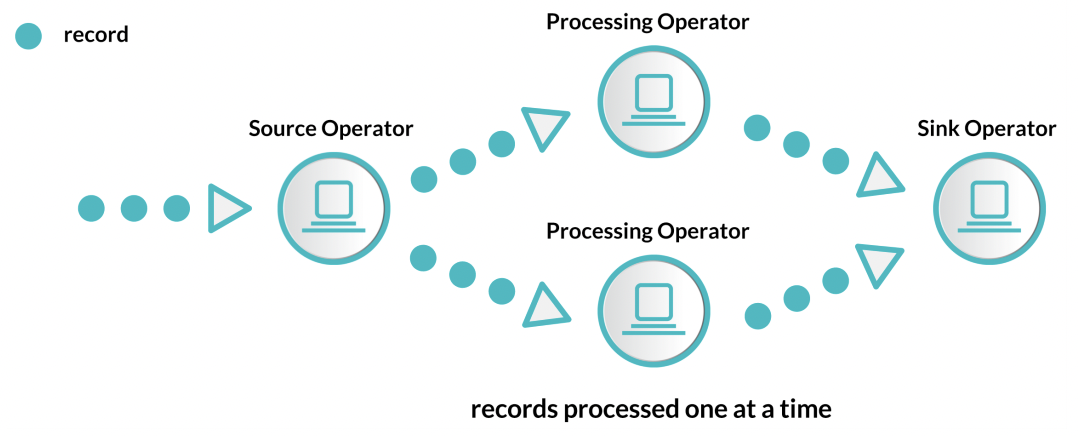 record
Processing Operator
Source Operator
Sink Operator
Processing Operator
records processed one at a time